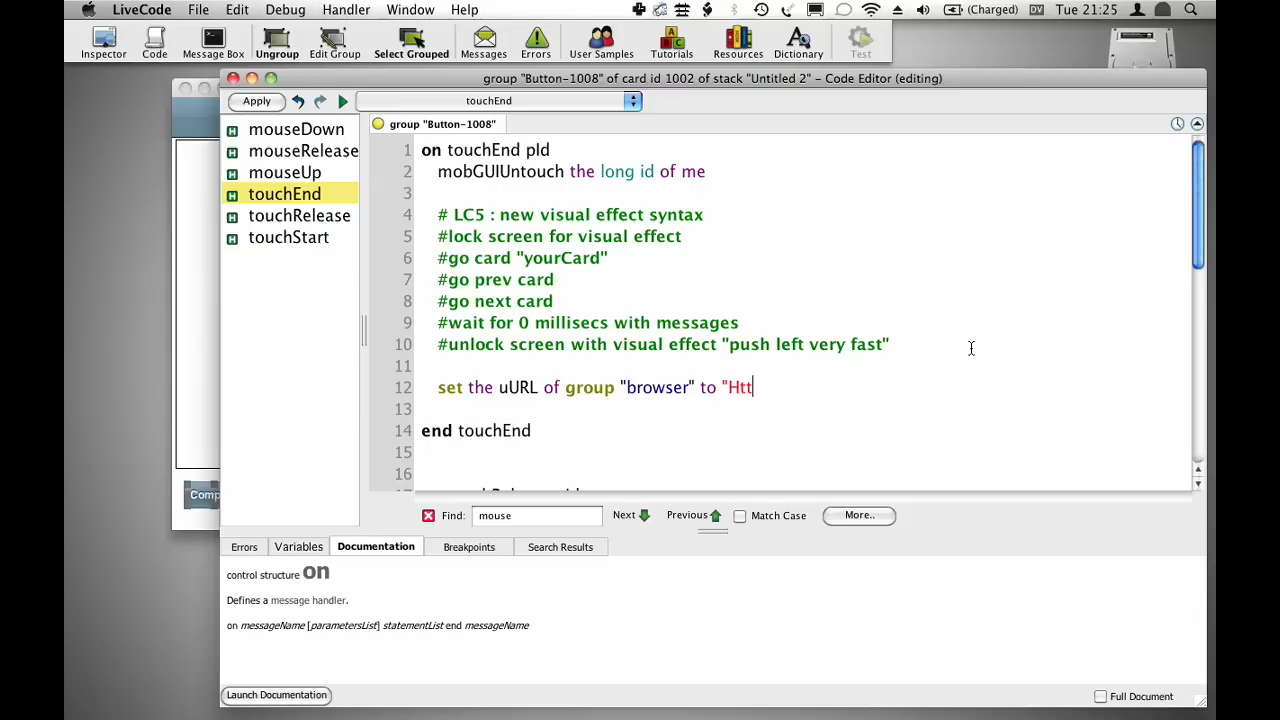 LiveCode File Edit Debug Handler Window Help (Charged) Tue 21:25
Inspector Code Message Box Ungroup Edit Group Select Grouped Messages Errors User Samples Tutorials Resources Dictionary Test
group "Button-1008" of card id 1002 of stack "Untitled 2" - Code Editor (editing)
Apply touchEnd
group "Button-1008"
mouseDown
mouseRelease
mouseUp
touchEnd
touchRelease
touchStart
1 on touchEnd pId
2 mobGUIUntouch the long id of me
3
4 # LC5 : new visual effect syntax
5 #lock screen for visual effect
6 #go card "yourCard"
7 #go prev card
8 #go next card
9 #wait for 0 millisecs with messages
10 #unlock screen with visual effect "push left very fast"
11
12 set the uURL of group "browser" to "Htt
13
14 end touchEnd
15
16
Comp
Find: mouse Next Previous Match Case More..
Errors Variables Documentation Breakpoints Search Results
control structure on
Defines a message handler.
on messageName [parametersList] statementList end messageName
Launch Documentation Full Document